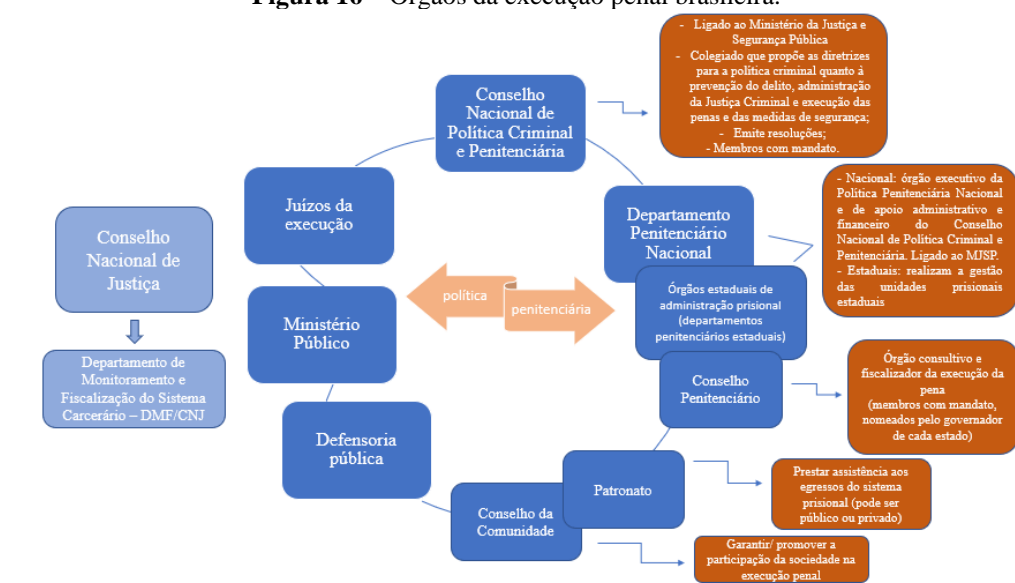 Figura 16 – Órgãos da execução penal brasileira.
- Ligado ao Ministério da Justiça e
Segurança Pública
- Colegiado que propõe as diretrizes
para a política criminal quanto à
prevenção do delito, administração
da Justiça Criminal e execução das
penas e das medidas de segurança;
- Emite resoluções;
- Membros com mandato.
Conselho
Nacional de
Política Criminal
e Penitenciária
Juízos da
execução
Departamento
Penitenciário
Nacional
- Nacional: órgão executivo da
Política Penitenciária Nacional
e de apoio administrativo e
financeiro do Conselho
Nacional de Política Criminal e
Penitenciária. Ligado ao MJSP.
- Estaduais: realizam a gestão
das unidades prisionais
estaduais
Conselho
Nacional de
Justiça
política
penitenciária
Órgãos estaduais de
administração prisional
(departamentos
penitenciários estaduais)
Ministério
Público
Departamento de
Monitoramento e
Fiscalização do Sistema
Carcerário – DMF/CNJ
Conselho
Penitenciário
Órgão consultivo e
fiscalizador da execução da
pena
(membros com mandato,
nomeados pelo governador
de cada estado)
Defensoria
pública
Patronato
Prestar assistência aos
egressos do sistema
prisional (pode ser
público ou privado)
Conselho da
Comunidade
Garantir/ promover a
participação da sociedade na
execução penal